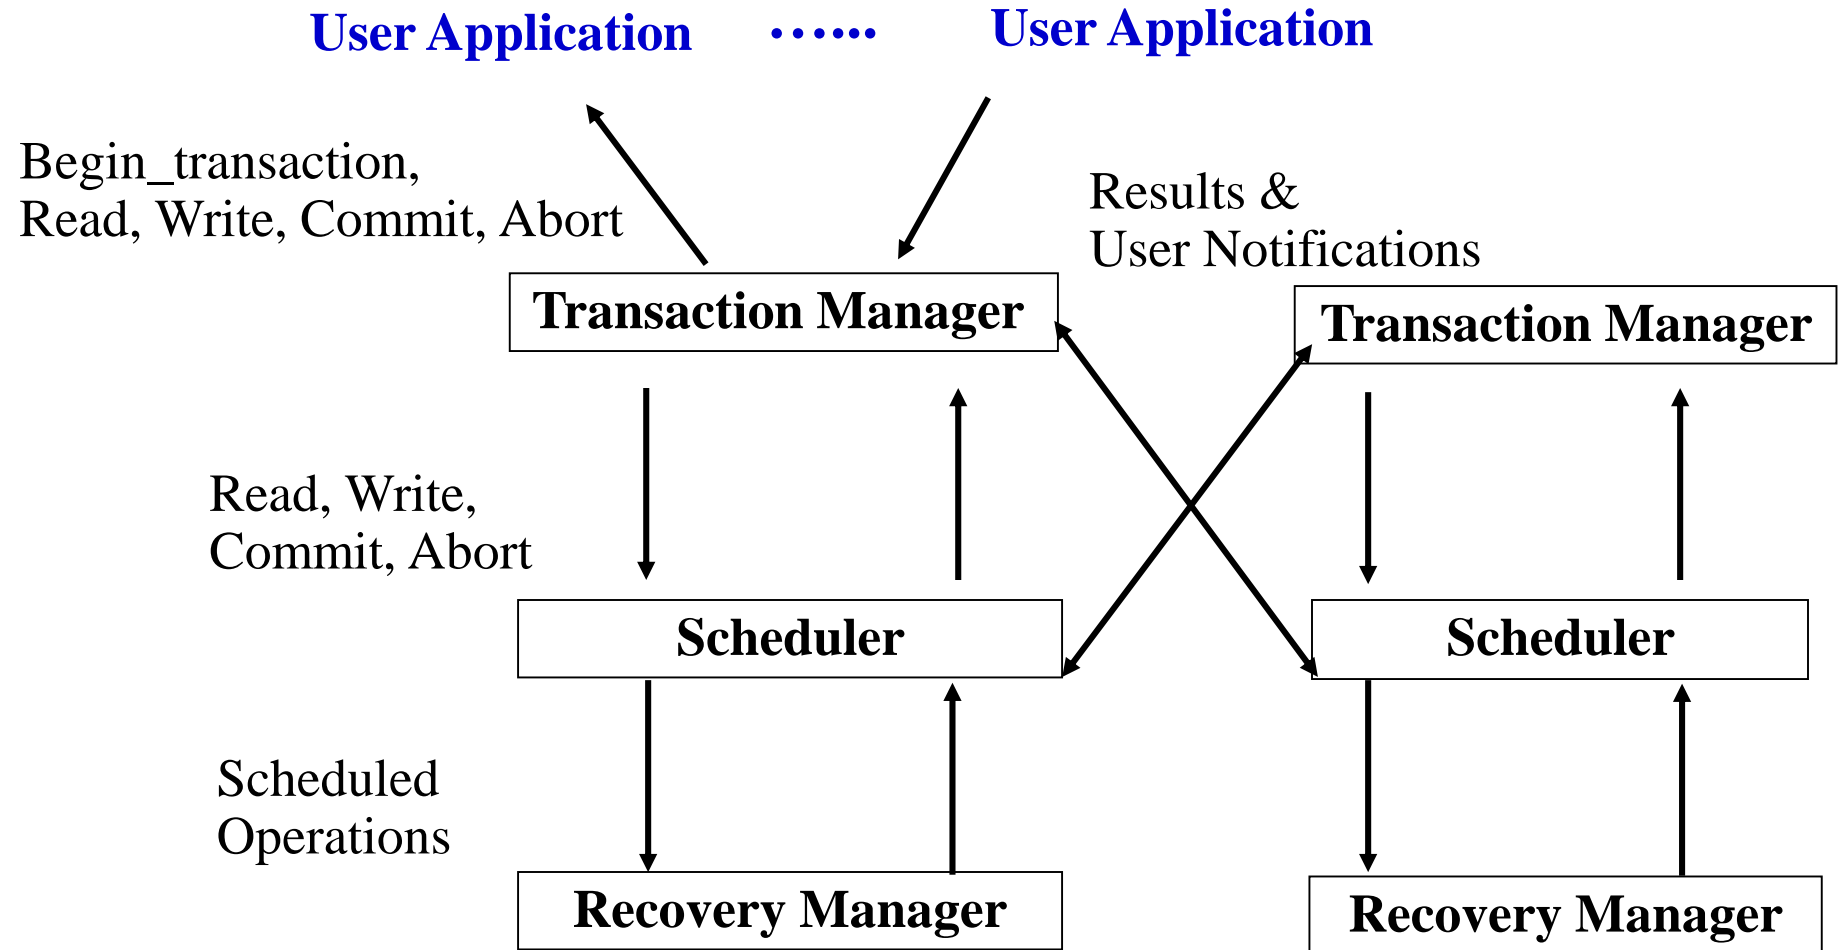 User Application …... User Application
Begin_transaction,
Read, Write, Commit, Abort
Results &
User Notifications
Transaction Manager
Transaction Manager
Read, Write,
Commit, Abort
Scheduler
Scheduler
Scheduled
Operations
Recovery Manager
Recovery Manager